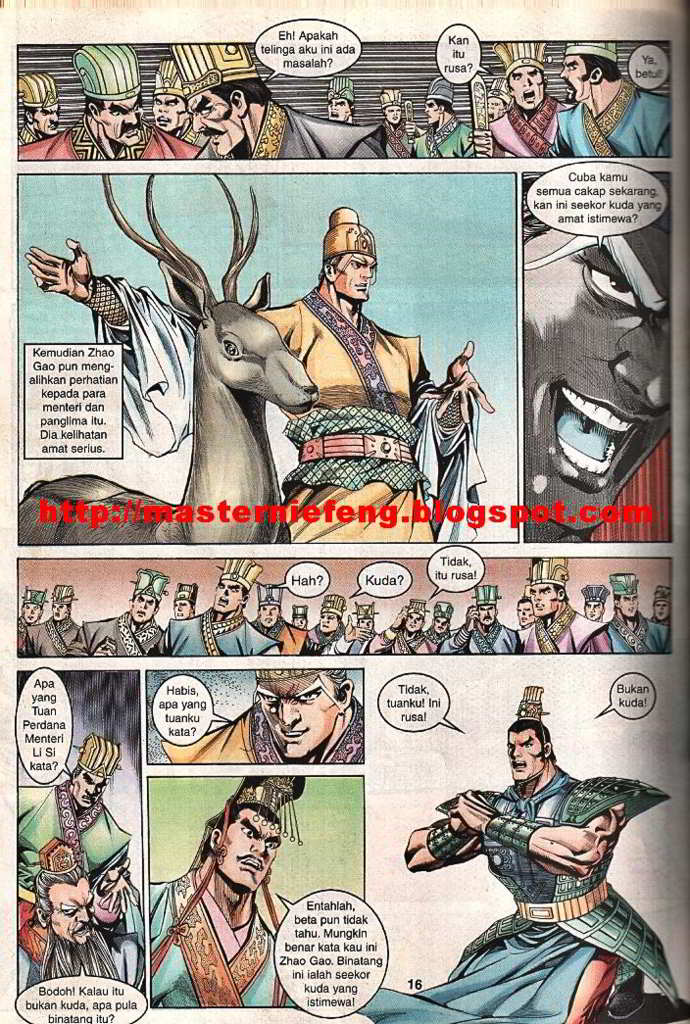 Eh! Apakah
telinga aku ini ada
masalah?
Kan
itu
rusa?
Ya,
betul!
Kemudian Zhao
Gao pun meng-
alihkan perhatian
kepada para
menteri dan
panglima itu.
Dia kelihatan
amat serius.
Cuba kamu
semua cakap sekarang,
kan ini seekor kuda yang
amat istimewa?
http://masterniefeng.blogspot.com
Hah?
Kuda?
Tidak,
itu rusa!
Apa
yang
Tuan
Perdana
Menteri
Li Si
kata?
Habis,
apa yang
tuanku
kata?
Tidak,
tuanku! Ini
rusa!
Bukan
kuda!
Bodoh! Kalau itu
bukan kuda, apa pula
binatang itu?
Entahlah,
beta pun tidak
tahu. Mungkin
benar kata kau ini
Zhao Gao. Binatang
ini ialah seekor
kuda yang
istimewa!
16